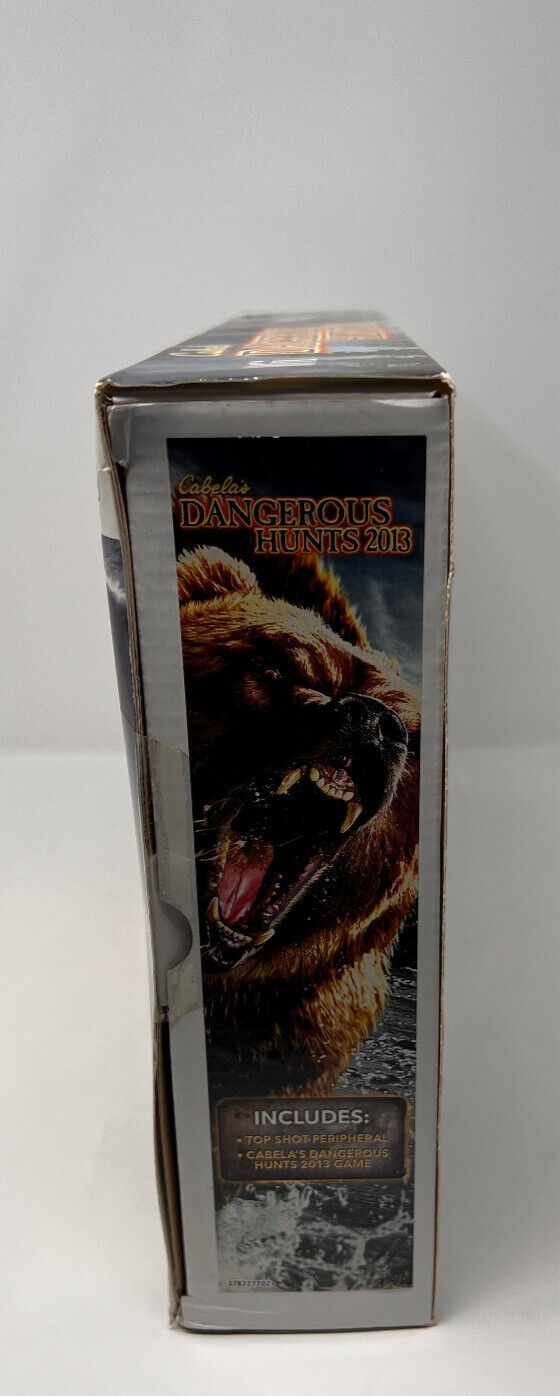 Cabela's
DANGEROUS
HUNTS 2013
INCLUDES:
• TOP SHOT PERIPHERAL
• CABELA'S DANGEROUS
HUNTS 2013 GAME